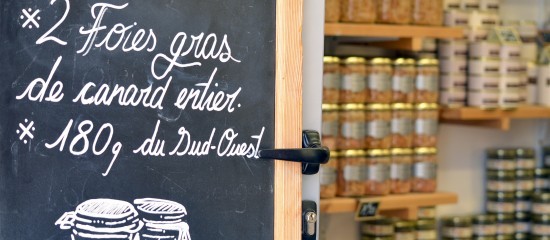 ※ 2 Foies gras
de canard entier.
※ 180g du Sud-Ouest